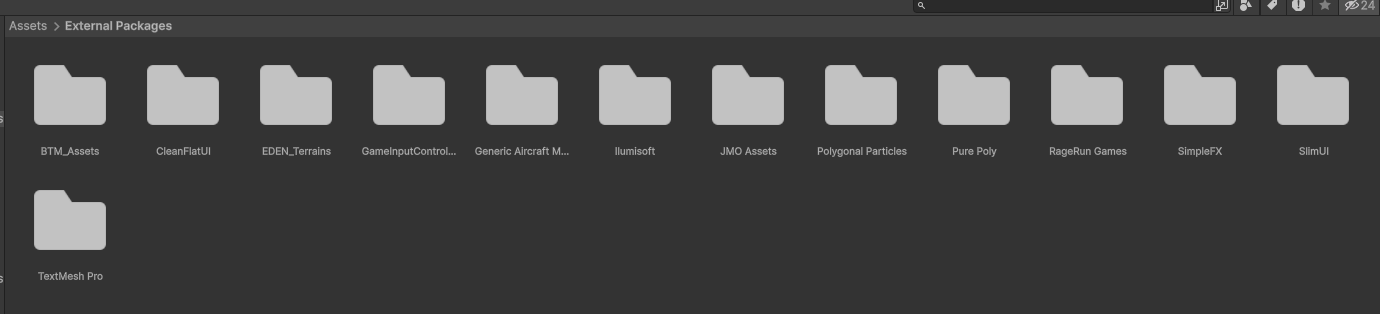 24
Assets > External Packages
BTM_Assets
CleanFlatUI
EDEN_Terrains
GameInputControl...
Generic Aircraft M...
Ilumisoft
JMO Assets
Polygonal Particles
Pure Poly
RageRun Games
SimpleFX
SlimUI
TextMesh Pro